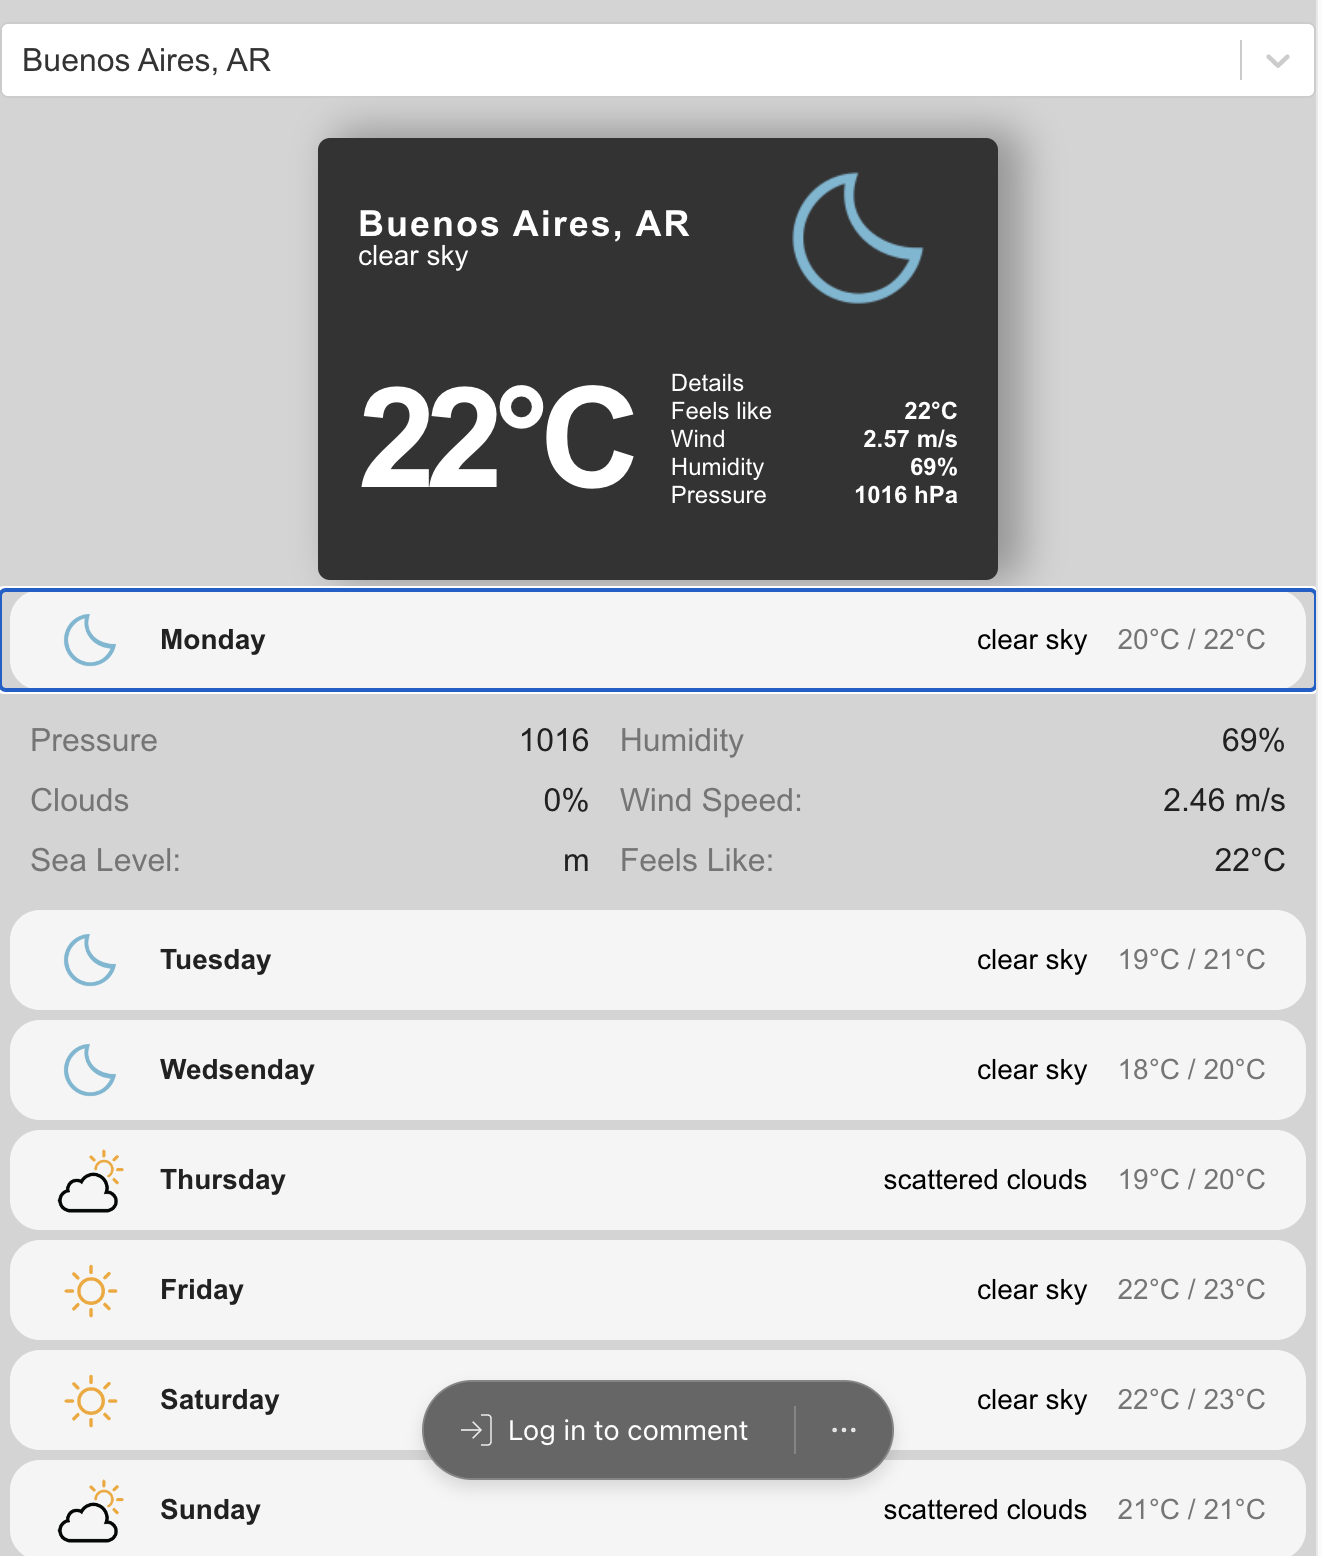 Buenos Aires, AR
Buenos Aires, AR
clear sky
22°C
Details
Feels like 22°C
Wind 2.57 m/s
Humidity 69%
Pressure 1016 hPa
Monday clear sky 20°C / 22°C
Pressure 1016 Humidity 69%
Clouds 0% Wind Speed: 2.46 m/s
Sea Level: m Feels Like: 22°C
Tuesday clear sky 19°C / 21°C
Wedsenday clear sky 18°C / 20°C
Thursday scattered clouds 19°C / 20°C
Friday clear sky 22°C / 23°C
Saturday clear sky 22°C / 23°C
Log in to comment
Sunday scattered clouds 21°C / 21°C